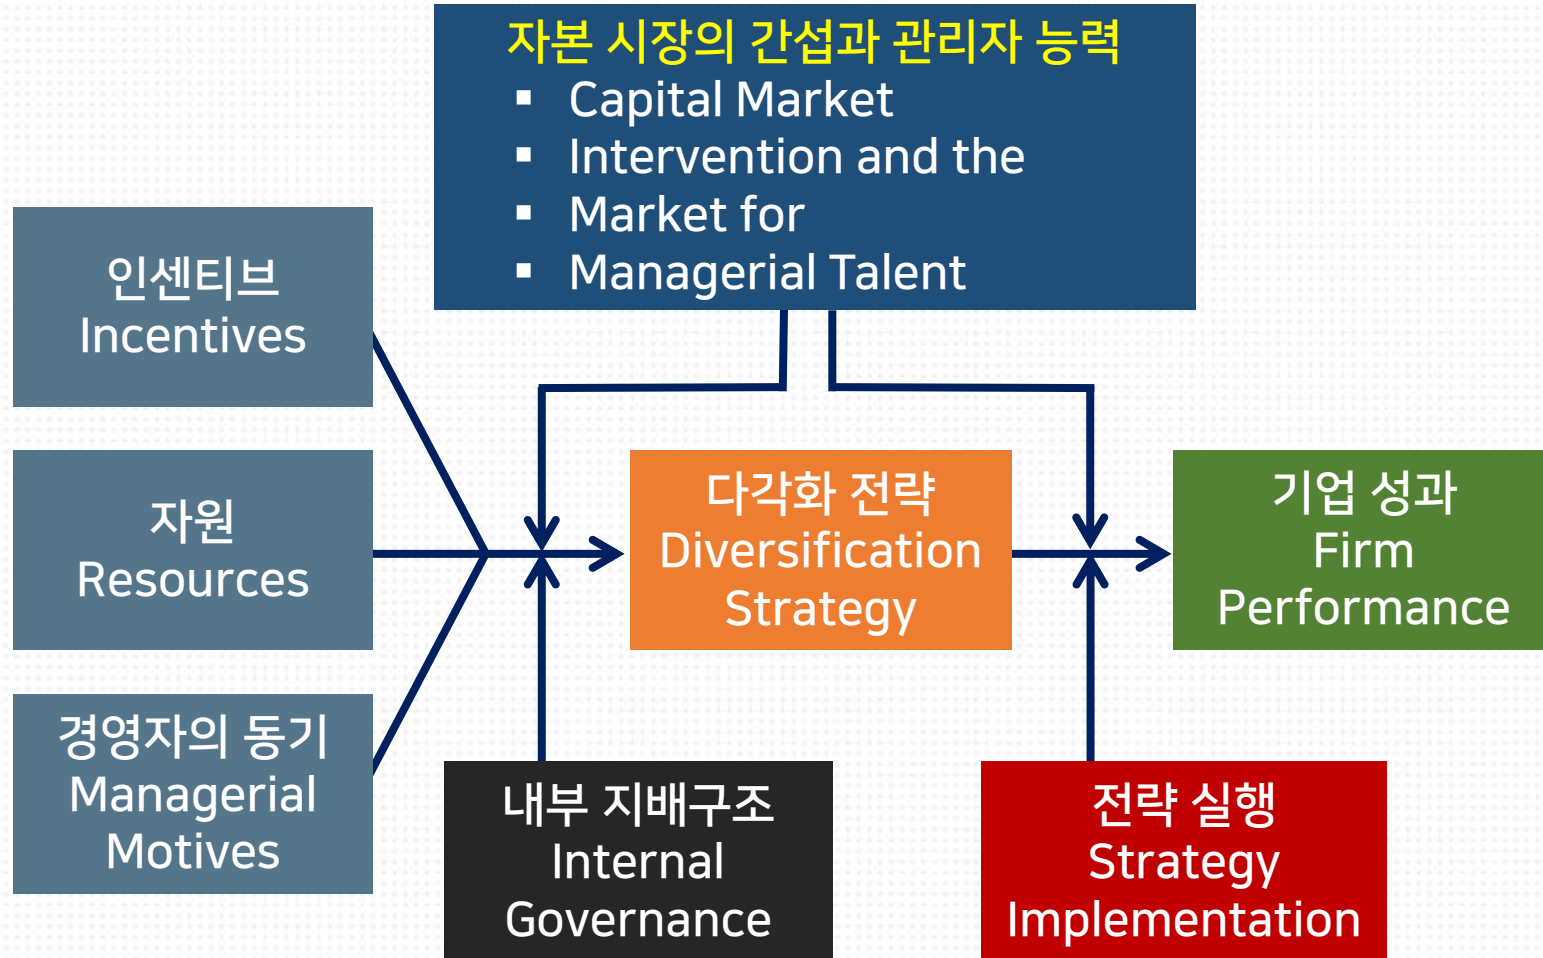 자본 시장의 간섭과 관리자 능력
▪ Capital Market
▪ Intervention and the
▪ Market for
▪ Managerial Talent
인센티브
Incentives
자원
Resources
경영자의 동기
Managerial
Motives
다각화 전략
Diversification
Strategy
기업 성과
Firm
Performance
내부 지배구조
Internal
Governance
전략 실행
Strategy
Implementation